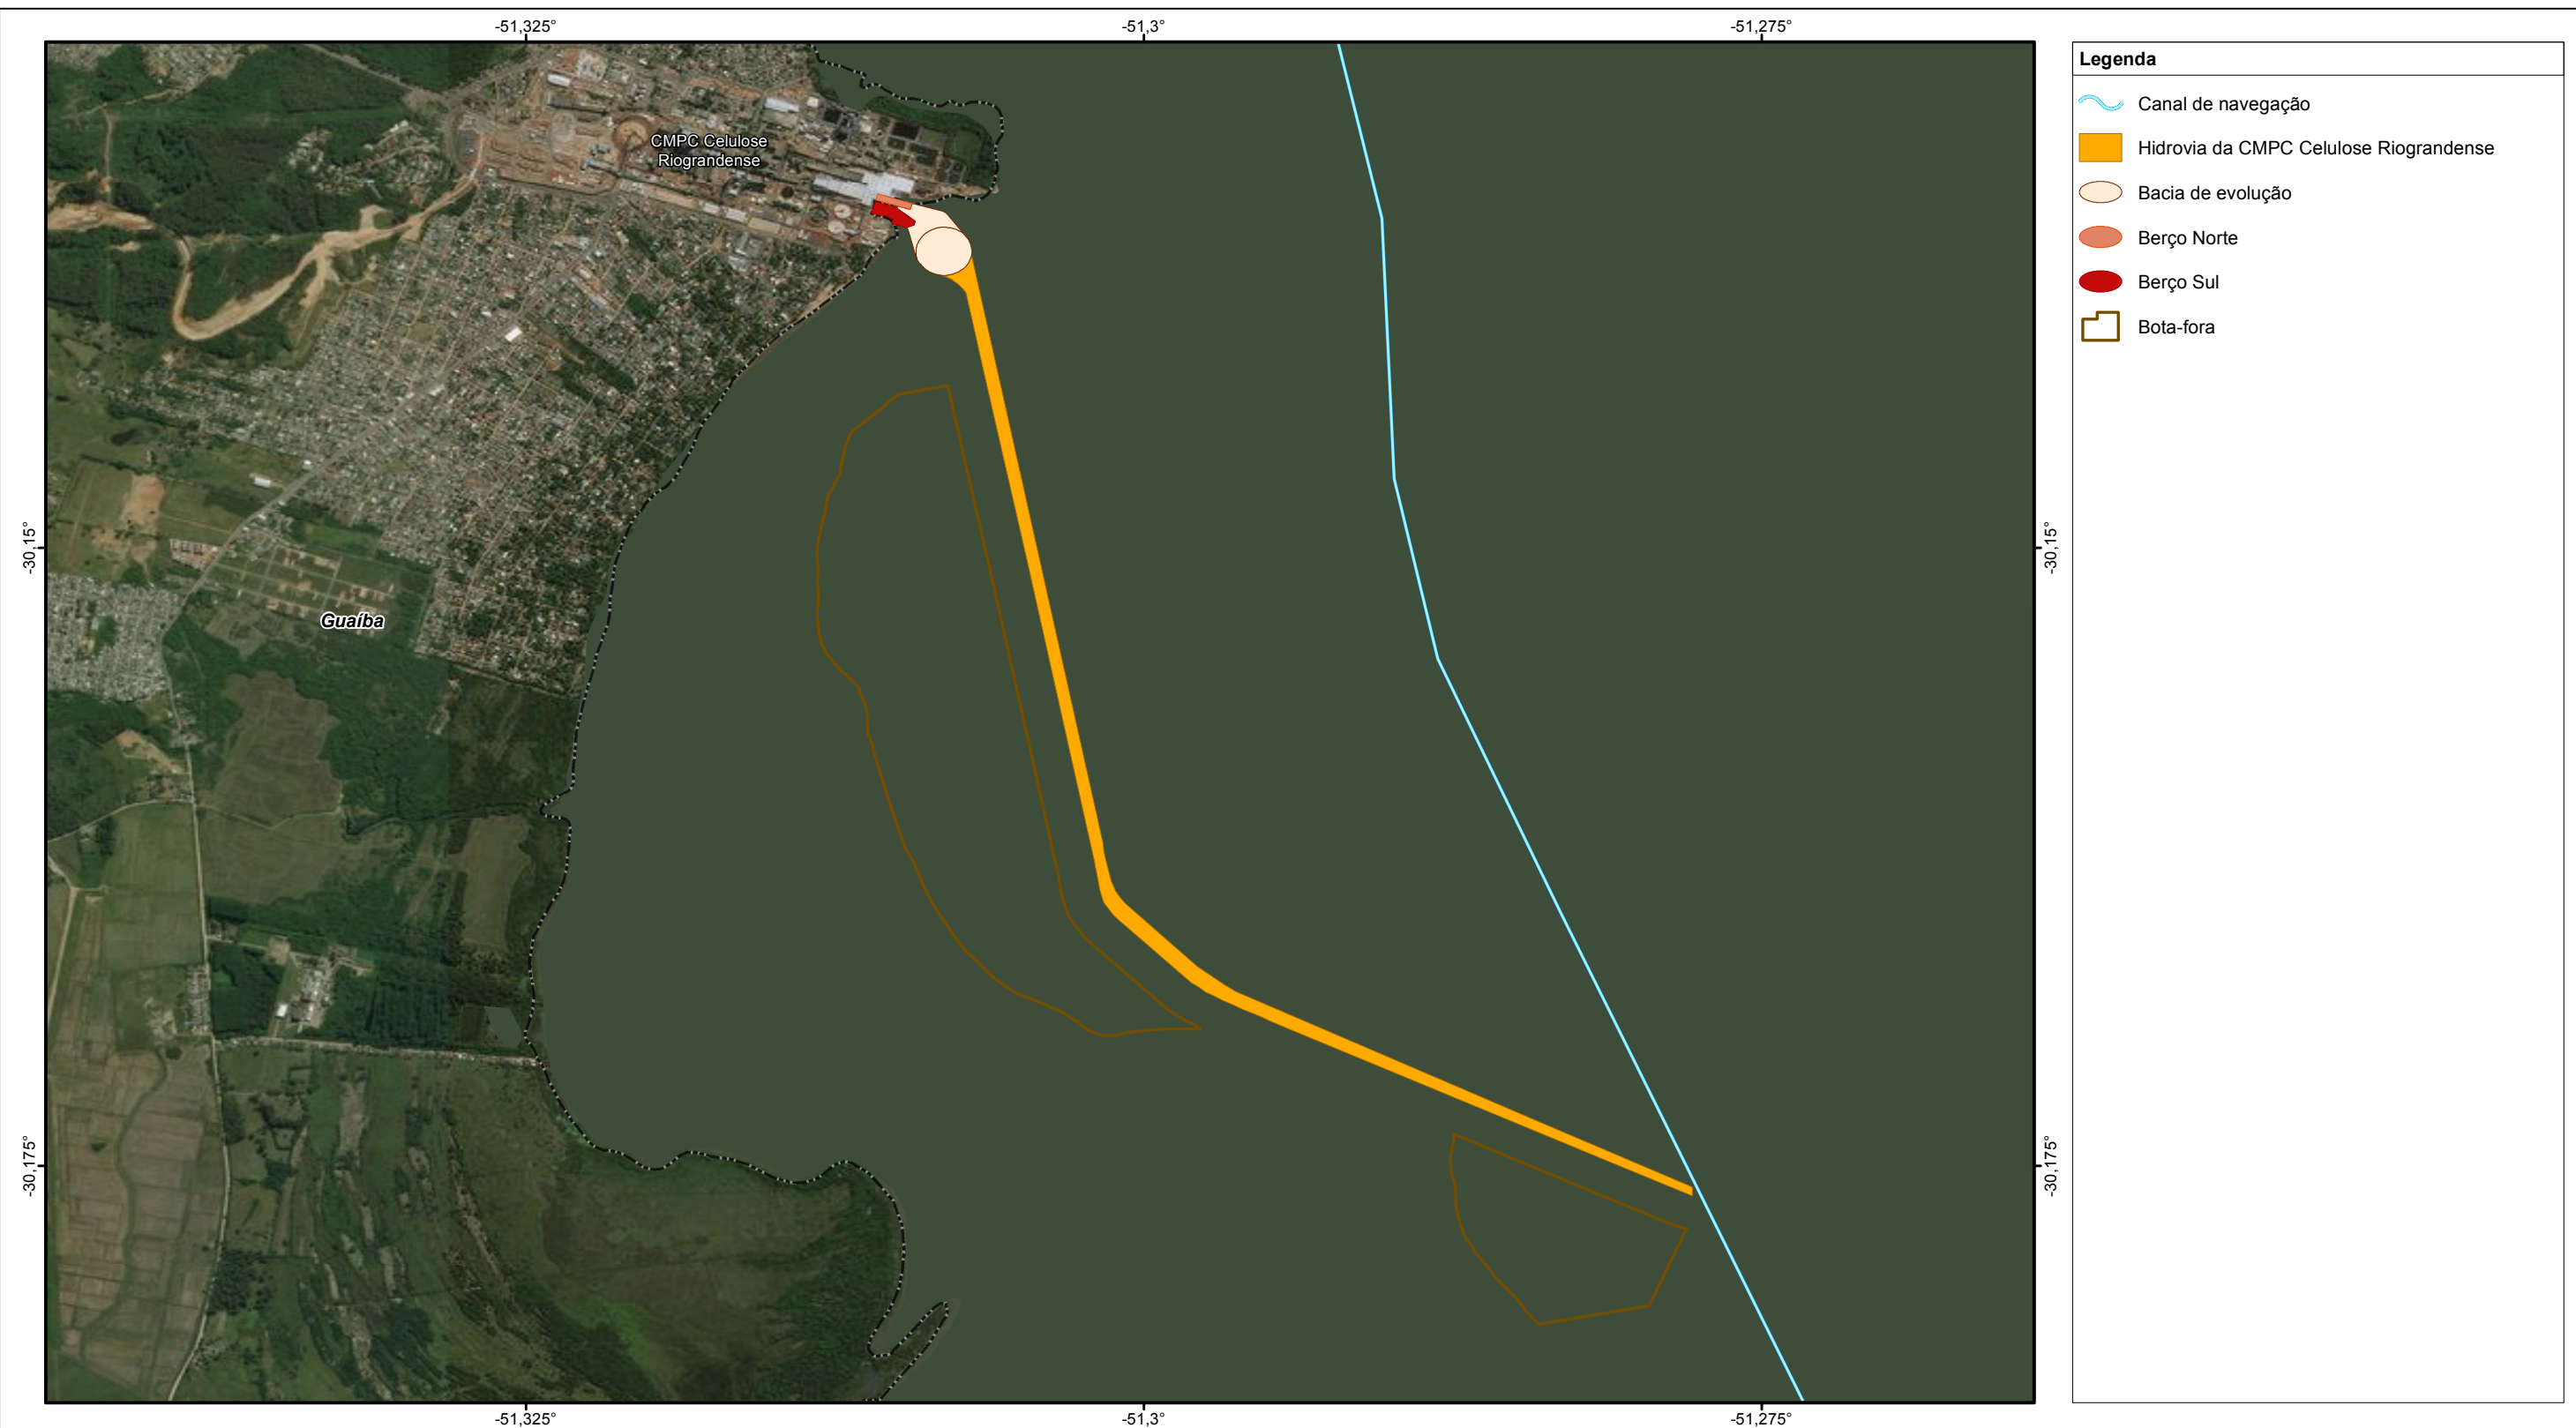 -51,325°
-51,3°
-51,275°
Legenda
Canal de navegação
Hidrovia da CMPC Celulose Riograndense
Bacia de evolução
Berço Norte
Berço Sul
Bota-fora
CMPC Celulose
Riograndense
-30,15°
-30,15°
Guaíba
-30,175°
-30,175°
-51,325°
-51,3°
-51,275°